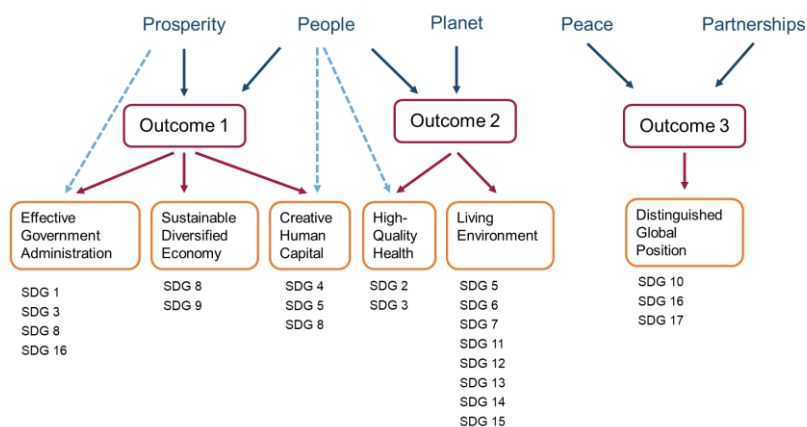 Prosperity
People
Planet
Peace
Partnerships
Outcome 1
Outcome 2
Outcome 3
Effective
Government
Administration
Sustainable
Diversified
Economy
Creative
Human
Capital
High-
Quality
Health
Living
Environment
Distinguished
Global
Position
SDG 1
SDG 3
SDG 8
SDG 16
SDG 8
SDG 9
SDG 4
SDG 5
SDG 8
SDG 2
SDG 3
SDG 5
SDG 6
SDG 7
SDG 11
SDG 12
SDG 13
SDG 14
SDG 15
SDG 10
SDG 16
SDG 17